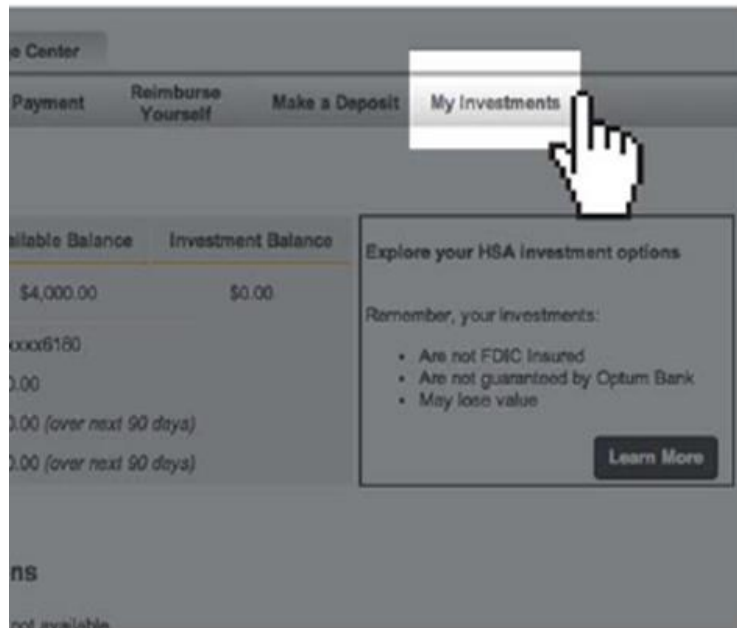 e Center
Payment
Reimburse
Yourself
Make a Deposit
My Investments
ailable Balance
Investment Balance
$4,000.00
$0.00
xxxx6180
0.00
0.00 (over next 90 days)
0.00 (over next 90 days)
Explore your HSA investment options
Remember, your investments:
• Are not FDIC Insured
• Are not guaranteed by Optum Bank
• May lose value
Learn More
ns
not available